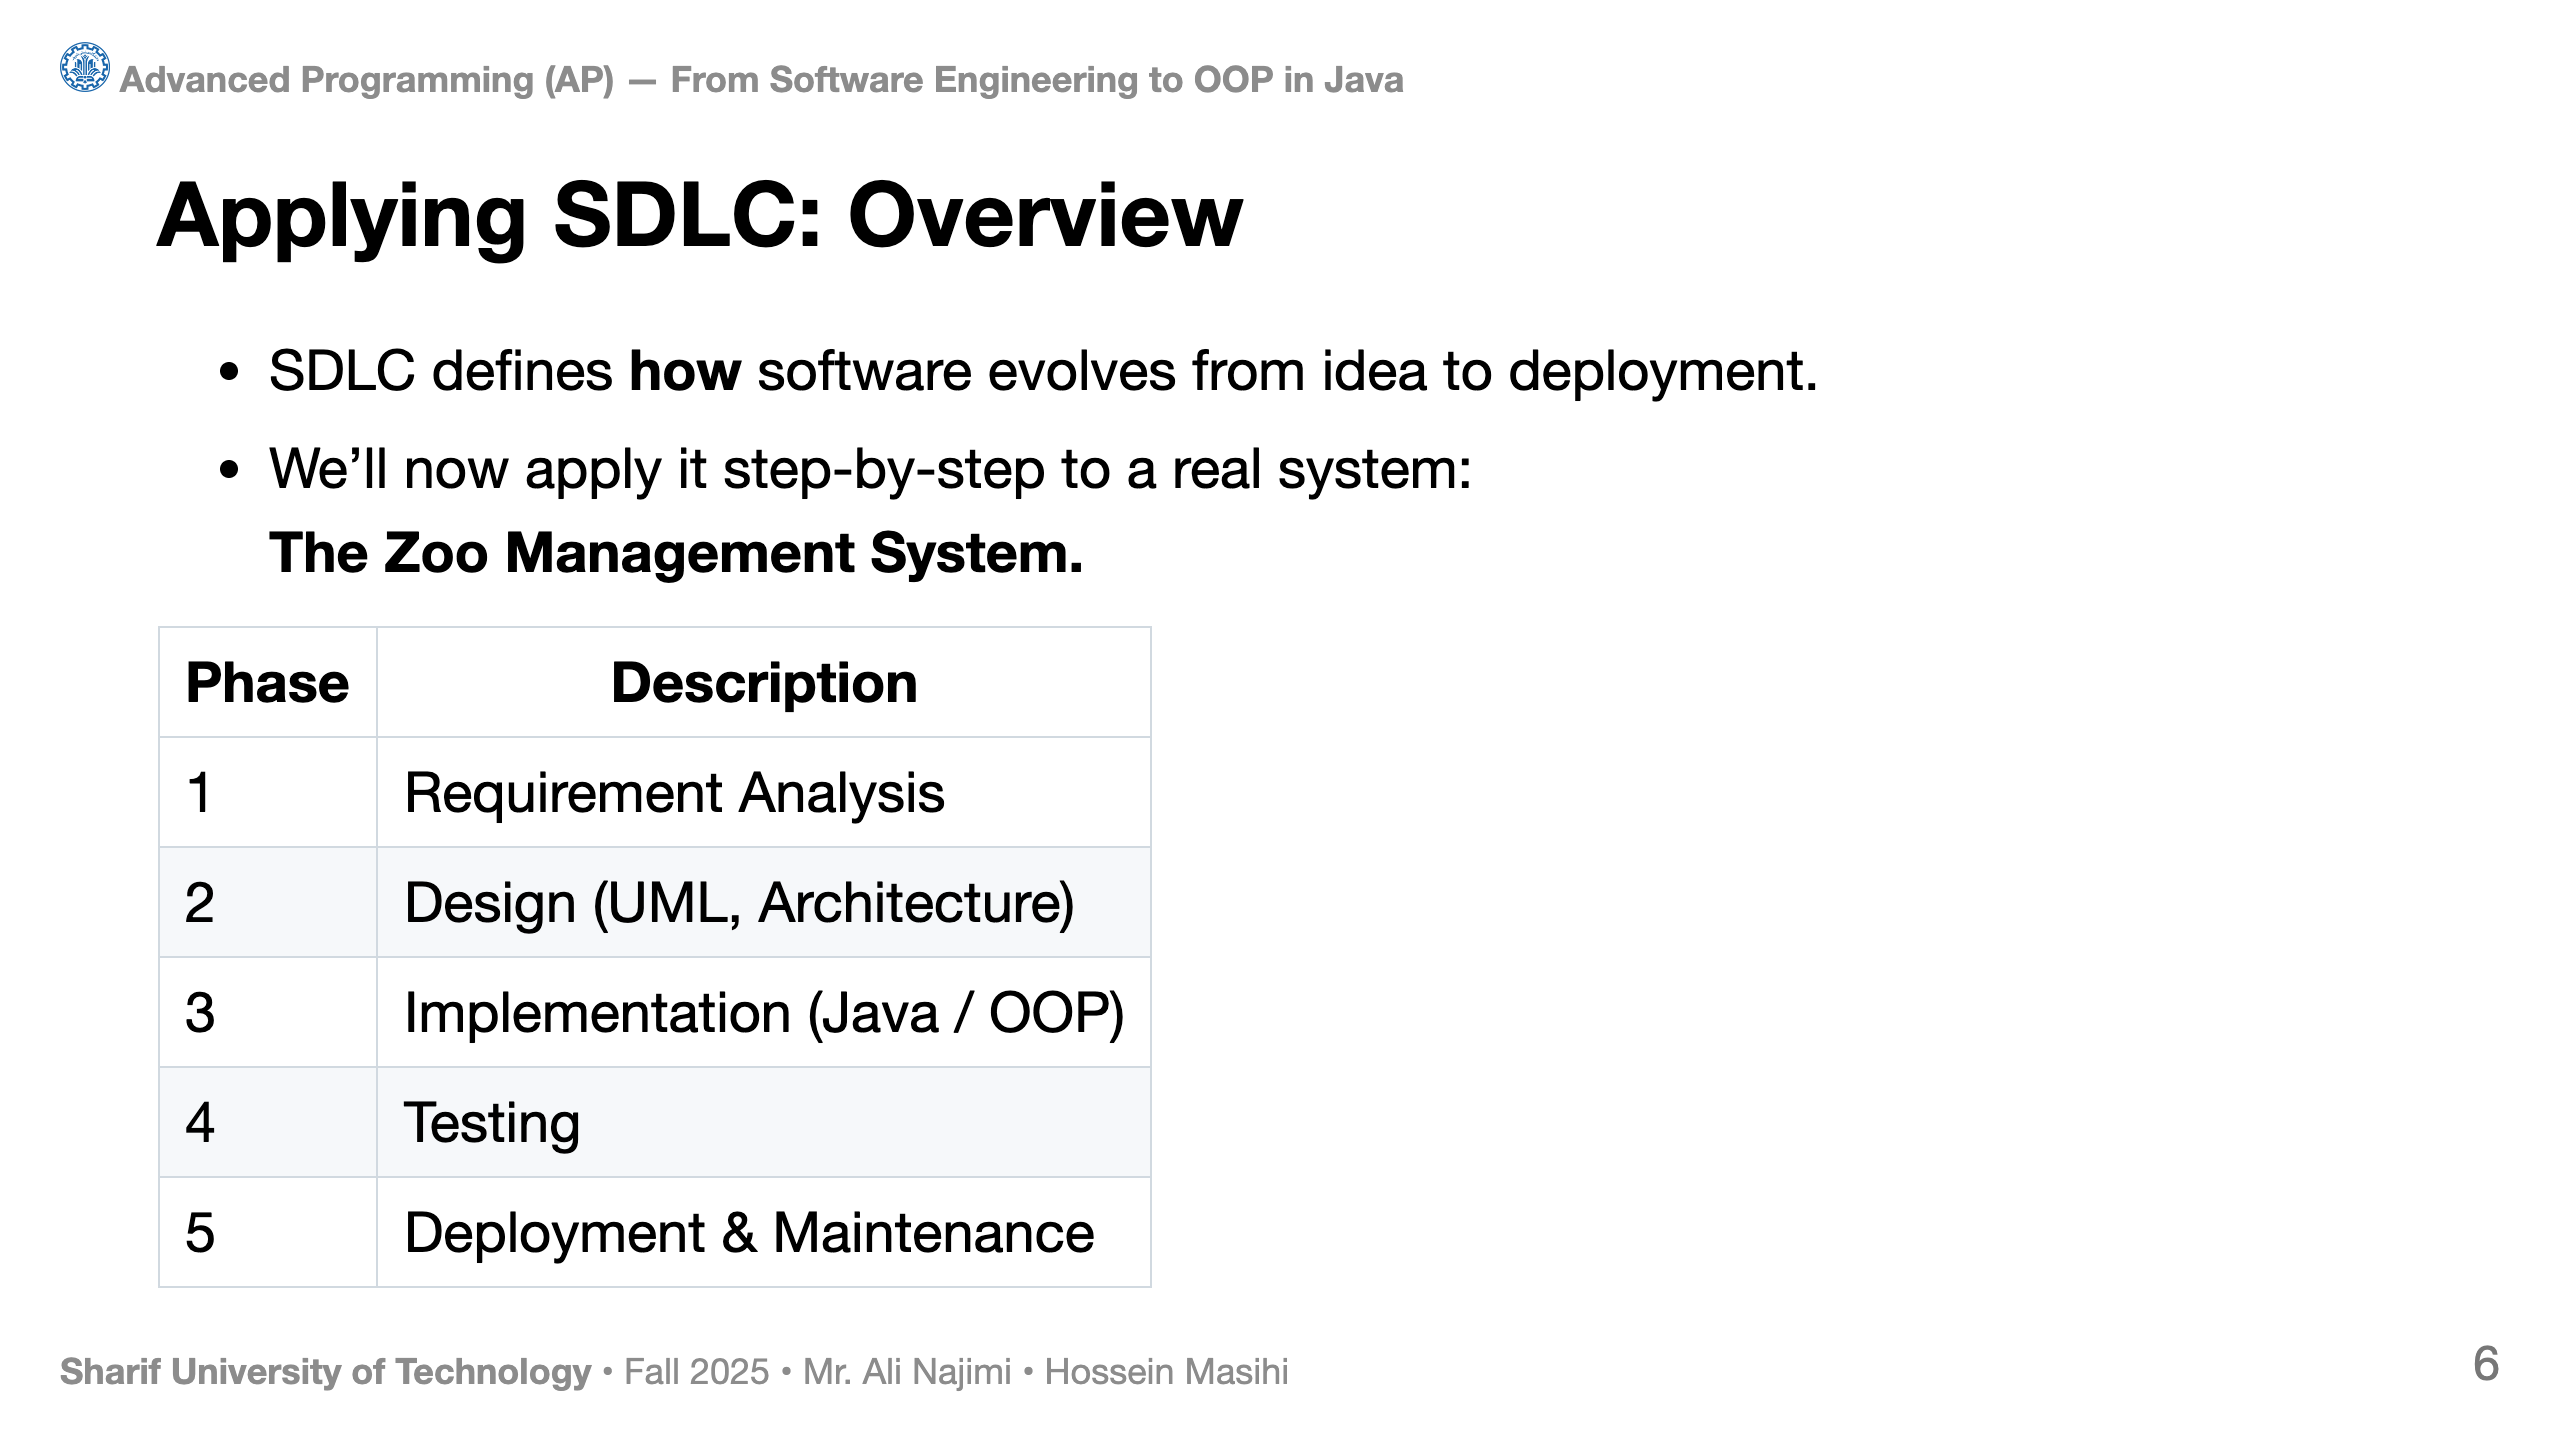 Advanced Programming (AP) — From Software Engineering to OOP in Java
Applying SDLC: Overview
• SDLC defines how software evolves from idea to deployment.
• We’ll now apply it step-by-step to a real system:
The Zoo Management System.
Phase Description
1 Requirement Analysis
2 Design (UML, Architecture)
3 Implementation (Java / OOP)
4 Testing
5 Deployment & Maintenance
Sharif University of Technology • Fall 2025 • Mr. Ali Najimi • Hossein Masihi
6